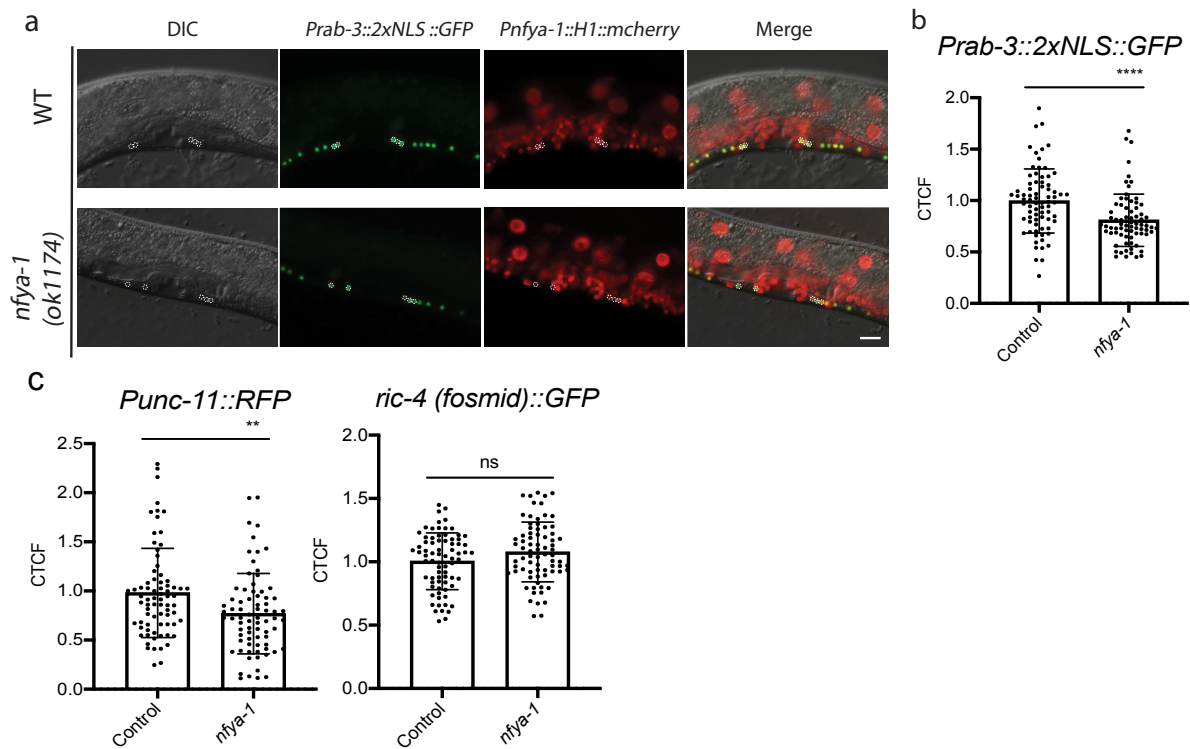 a
DIC
Prab-3::2xNLS ::GFP
Pnfya-1::H1::mcherry
Merge
WT
nfya-1
(ok1174)
b
Prab-3::2xNLS::GFP
****
2.0
1.5
1.0
0.5
0.0
CTCF
Control
nfya-1
c
Punc-11::RFP
**
2.5
2.0
1.5
1.0
0.5
0.0
CTCF
Control
nfya-1
ric-4 (fosmid)::GFP
ns
2.0
1.5
1.0
0.5
0.0
CTCF
Control
nfya-1